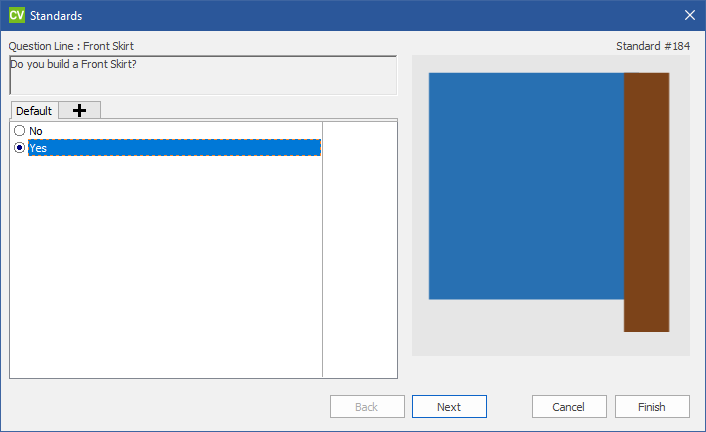 CV Standards
Question Line : Front Skirt
Standard #184
Do you build a Front Skirt?
Default
No
Yes
Back
Next
Cancel
Finish